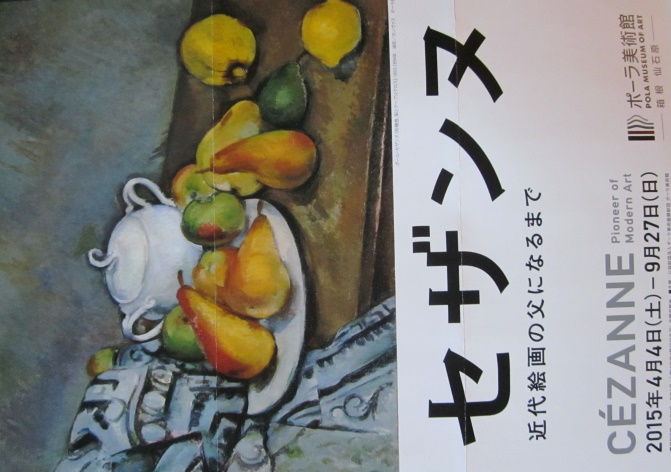 セザンヌ
近代絵画の父になるまで
CÉZANNE
Pioneer of
Modern Art
2015年4月4日(土)−9月27日(日)
ポーラ美術館
POLA MUSEUM OF ART
箱根 仙石原